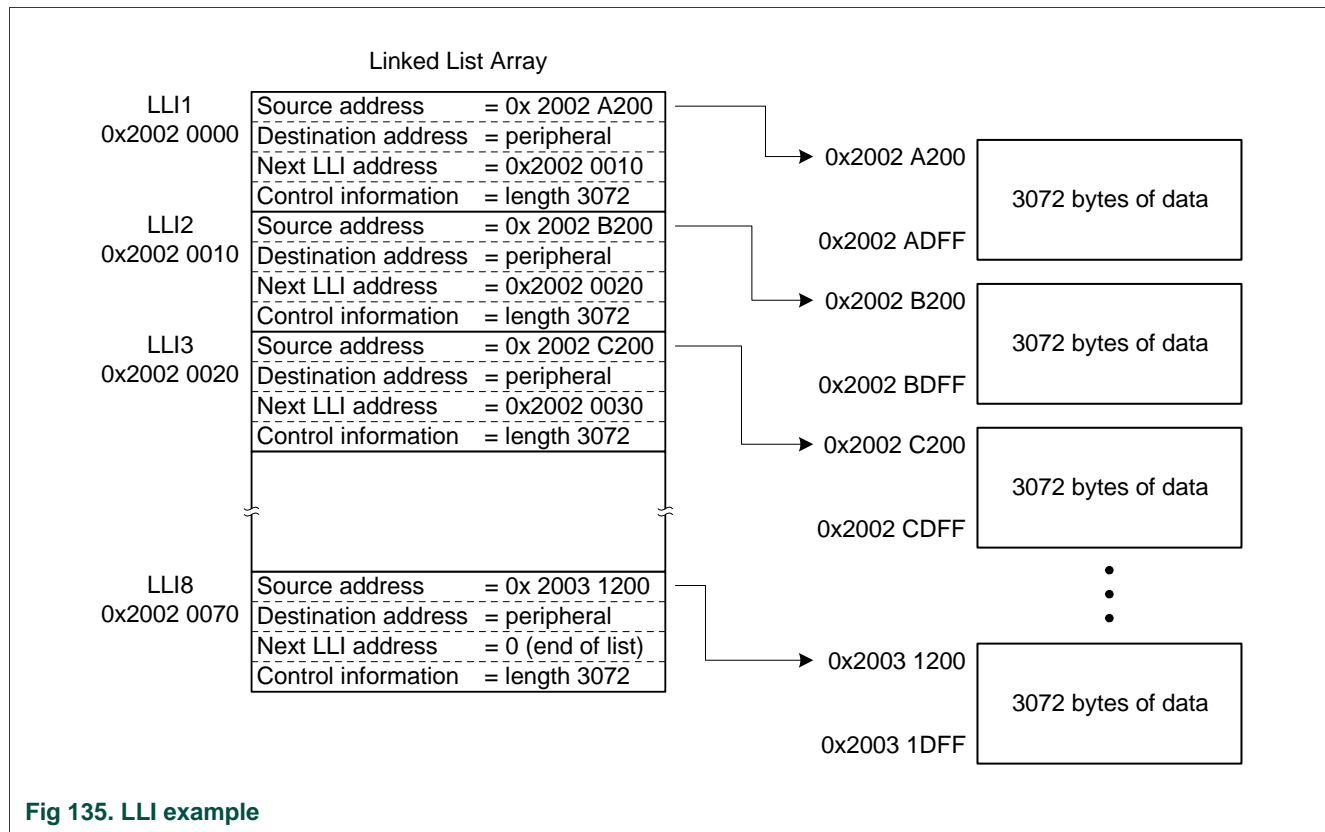 Linked List Array
LLI1
0x2002 0000
Source address = 0x 2002 A200
Destination address = peripheral
Next LLI address = 0x2002 0010
Control information = length 3072
LLI2
0x2002 0010
Source address = 0x 2002 B200
Destination address = peripheral
Next LLI address = 0x2002 0020
Control information = length 3072
LLI3
0x2002 0020
Source address = 0x 2002 C200
Destination address = peripheral
Next LLI address = 0x2002 0030
Control information = length 3072
LLI8
0x2002 0070
Source address = 0x 2003 1200
Destination address = peripheral
Next LLI address = 0 (end of list)
Control information = length 3072
0x2002 A200
3072 bytes of data
0x2002 ADFF
0x2002 B200
3072 bytes of data
0x2002 BDFF
0x2002 C200
3072 bytes of data
0x2002 CDFF
0x2003 1200
3072 bytes of data
0x2003 1DFF
Fig 135. LLI example